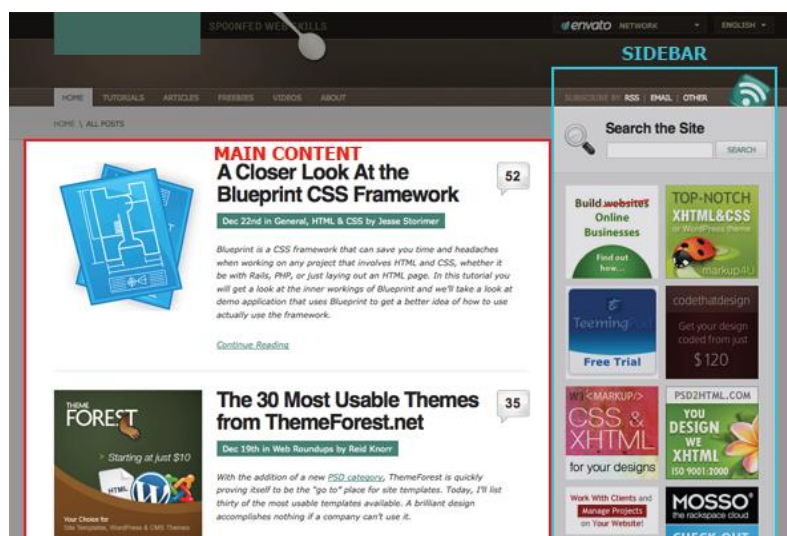 SPOONFED WEB SKILLS
envato NETWORK
ENGLISH
SIDEBAR
HOME TUTORIALS ARTICLES FREEBIES VIDEOS ABOUT
SUBSCRIBE BY RSS | EMAIL | OTHER
HOME \ ALL POSTS
MAIN CONTENT
A Closer Look At the
Blueprint CSS Framework
52
Dec 22nd in General, HTML & CSS by Jesse Storimer
Blueprint is a CSS framework that can save you time and headaches
when working on any project that involves HTML and CSS, whether it
be with Rails, PHP, or just laying out an HTML page. In this tutorial you
will get a look at the inner workings of Blueprint and we'll take a look at
demo application that uses Blueprint to get a better idea of how to use
actually use the framework.
Continue Reading
THEME
FOREST
Starting at just $10
HTML
Your Choice for
Site Templates, WordPress & CMS Themes
The 30 Most Usable Themes
from ThemeForest.net
35
Dec 19th in Web Roundups by Reid Knorr
With the addition of a new PSD category, ThemeForest is quickly
proving itself to be the "go to" place for site templates. Today, I'll list
thirty of the most usable templates available. A brilliant design
accomplishes nothing if a company can't use it.
Search the Site
SEARCH
Build websites
Online
Businesses
Find out
how...
TOP-NOTCH
XHTML&CSS
or WordPress theme
markup4U
Free Trial
codethatdesign
Get your design
coded from just
$120
<MARKUP/>
CSS &
XHTML
for your designs
PSD2HTML.COM
YOU
DESIGN
WE
XHTML
ISO 9001:2000
Work With Clients and
Manage Projects
on Your Website!
MOSSO
the rackspace cloud
CHECK OUT